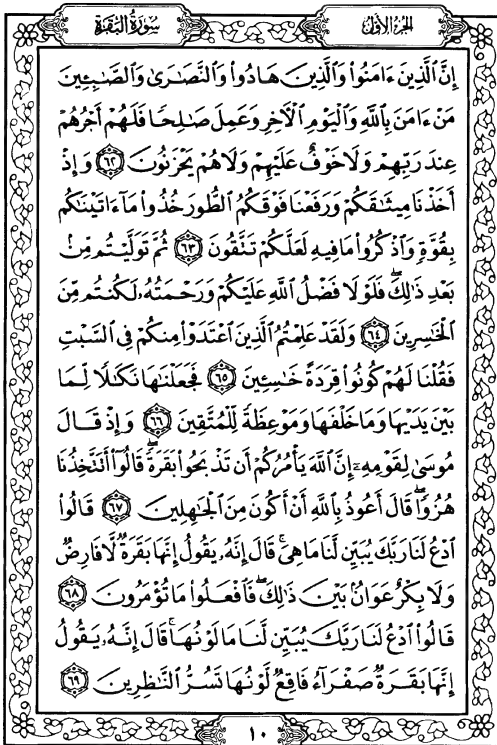 الجزء الأول
سورة البقرة
إِنَّ ٱلَّذِينَ ءَامَنُوا۟ وَٱلَّذِينَ هَادُوا۟ وَٱلنَّصَٰرَىٰ وَٱلصَّٰبِـِٔينَ
مَنْ ءَامَنَ بِٱللَّهِ وَٱلْيَوْمِ ٱلْءَاخِرِ وَعَمِلَ صَٰلِحًا فَلَهُمْ أَجْرُهُمْ
عِندَ رَبِّهِمْ وَلَا خَوْفٌ عَلَيْهِمْ وَلَا هُمْ يَحْزَنُونَ ٦٢ وَإِذْ
أَخَذْنَا مِيثَٰقَكُمْ وَرَفَعْنَا فَوْقَكُمُ ٱلطُّورَ خُذُوا۟ مَآ ءَاتَيْنَٰكُم
بِقُوَّةٍ وَٱذْكُرُوا۟ مَا فِيهِ لَعَلَّكُمْ تَتَّقُونَ ٦٣ ثُمَّ تَوَلَّيْتُم مِّنۢ
بَعْدِ ذَٰلِكَ ۖ فَلَوْلَا فَضْلُ ٱللَّهِ عَلَيْكُمْ وَرَحْمَتُهُۥ لَكُنتُم مِّنَ
ٱلْخَٰسِرِينَ ٦٤ وَلَقَدْ عَلِمْتُمُ ٱلَّذِينَ ٱعْتَدَوْا۟ مِنكُمْ فِى ٱلسَّبْتِ
فَقُلْنَا لَهُمْ كُونُوا۟ قِرَدَةً خَٰسِـِٔينَ ٦٥ فَجَعَلْنَٰهَا نَكَٰلًا لِّمَا
بَيْنَ يَدَيْهَا وَمَا خَلْفَهَا وَمَوْعِظَةً لِّلْمُتَّقِينَ ٦٦ وَإِذْ قَالَ
مُوسَىٰ لِقَوْمِهِۦٓ إِنَّ ٱللَّهَ يَأْمُرُكُمْ أَن تَذْبَحُوا۟ بَقَرَةً ۖ قَالُوٓا۟ أَتَتَّخِذُنَا
هُزُوًا ۖ قَالَ أَعُوذُ بِٱللَّهِ أَنْ أَكُونَ مِنَ ٱلْجَٰهِلِينَ ٦٧ قَالُوا۟
ٱدْعُ لَنَا رَبَّكَ يُبَيِّن لَّنَا مَا هِىَ ۚ قَالَ إِنَّهُۥ يَقُولُ إِنَّهَا بَقَرَةٌ لَّا فَارِضٌ
وَلَا بِكْرٌ عَوَانٌۢ بَيْنَ ذَٰلِكَ ۖ فَٱفْعَلُوا۟ مَا تُؤْمَرُونَ ٦٨
قَالُوا۟ ٱدْعُ لَنَا رَبَّكَ يُبَيِّن لَّنَا مَا لَوْنُهَا ۚ قَالَ إِنَّهُۥ يَقُولُ
إِنَّهَا بَقَرَةٌ صَفْرَآءُ فَاقِعٌ لَّوْنُهَا تَسُرُّ ٱلنَّٰظِرِينَ ٦٩
١٠